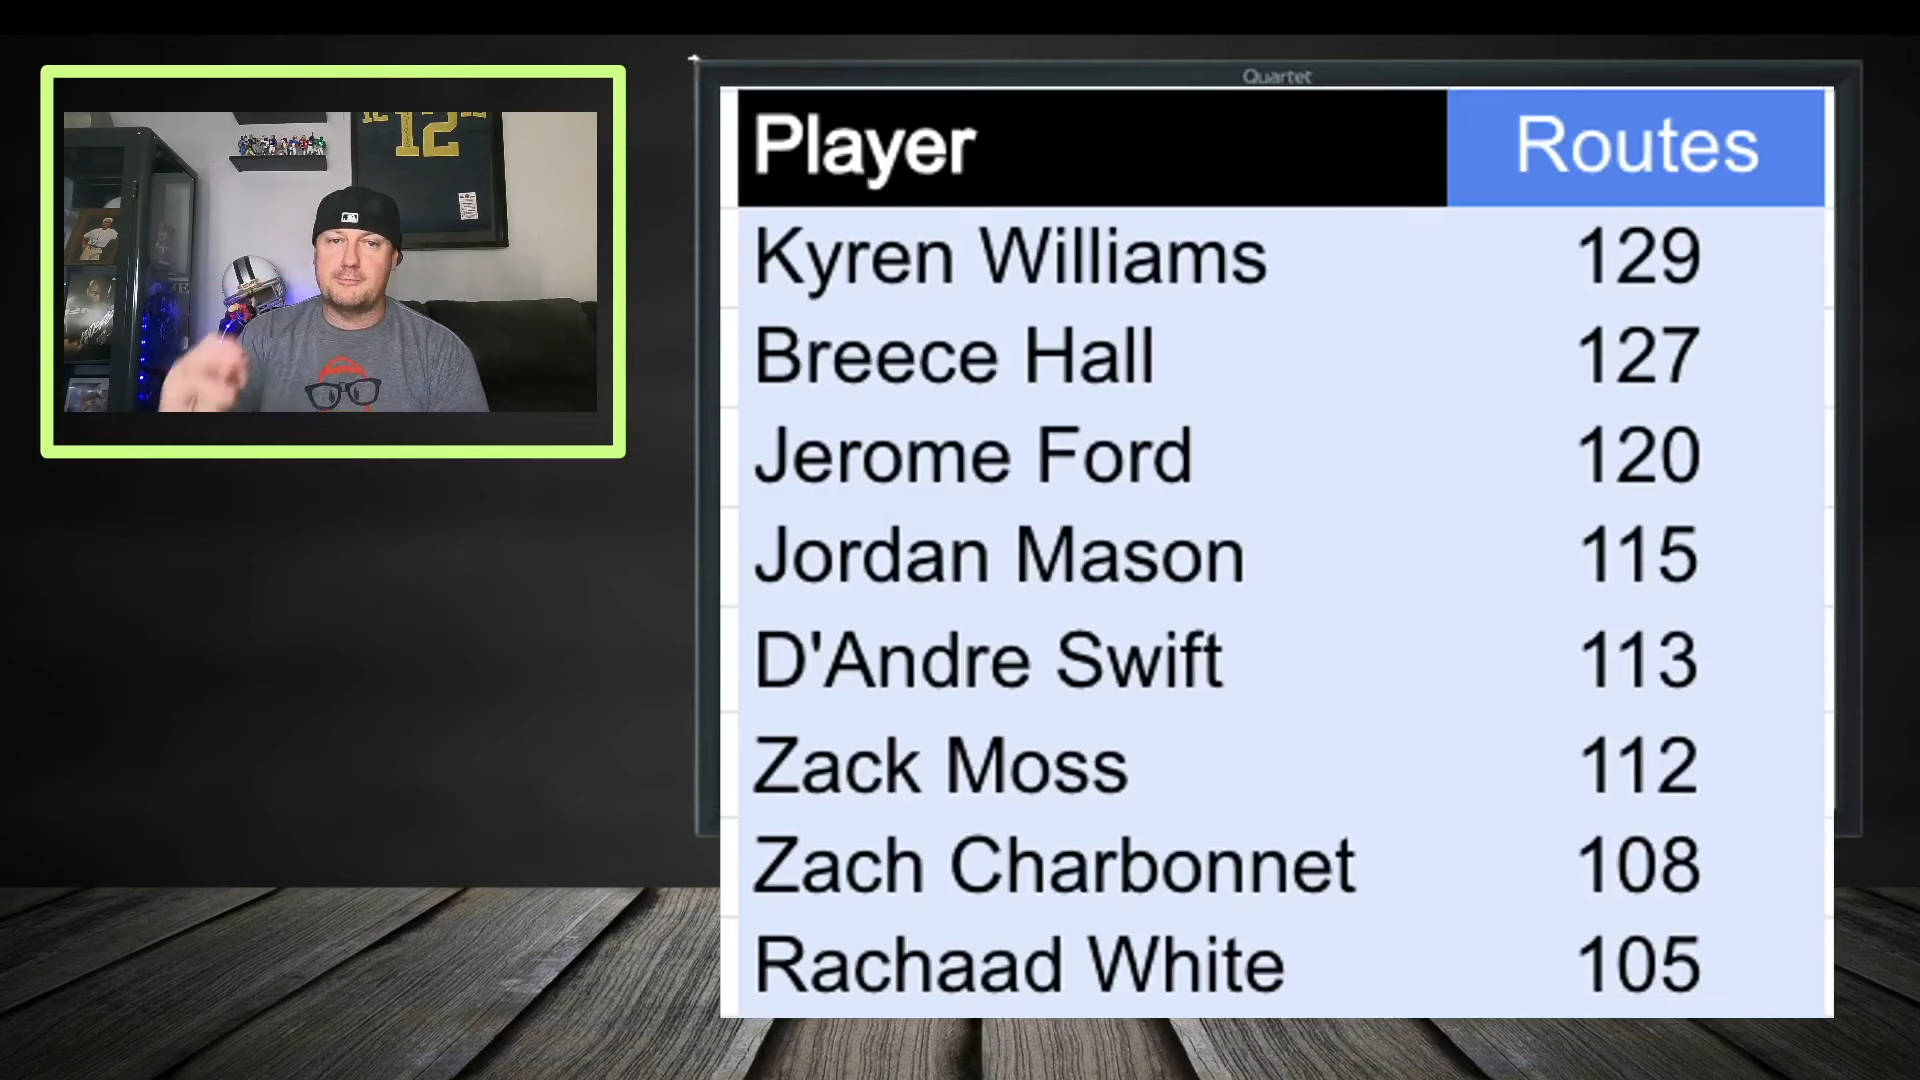 Quartet
Player Routes
Kyren Williams 129
Breece Hall 127
Jerome Ford 120
Jordan Mason 115
D'Andre Swift 113
Zack Moss 112
Zach Charbonnet 108
Rachaad White 105
12